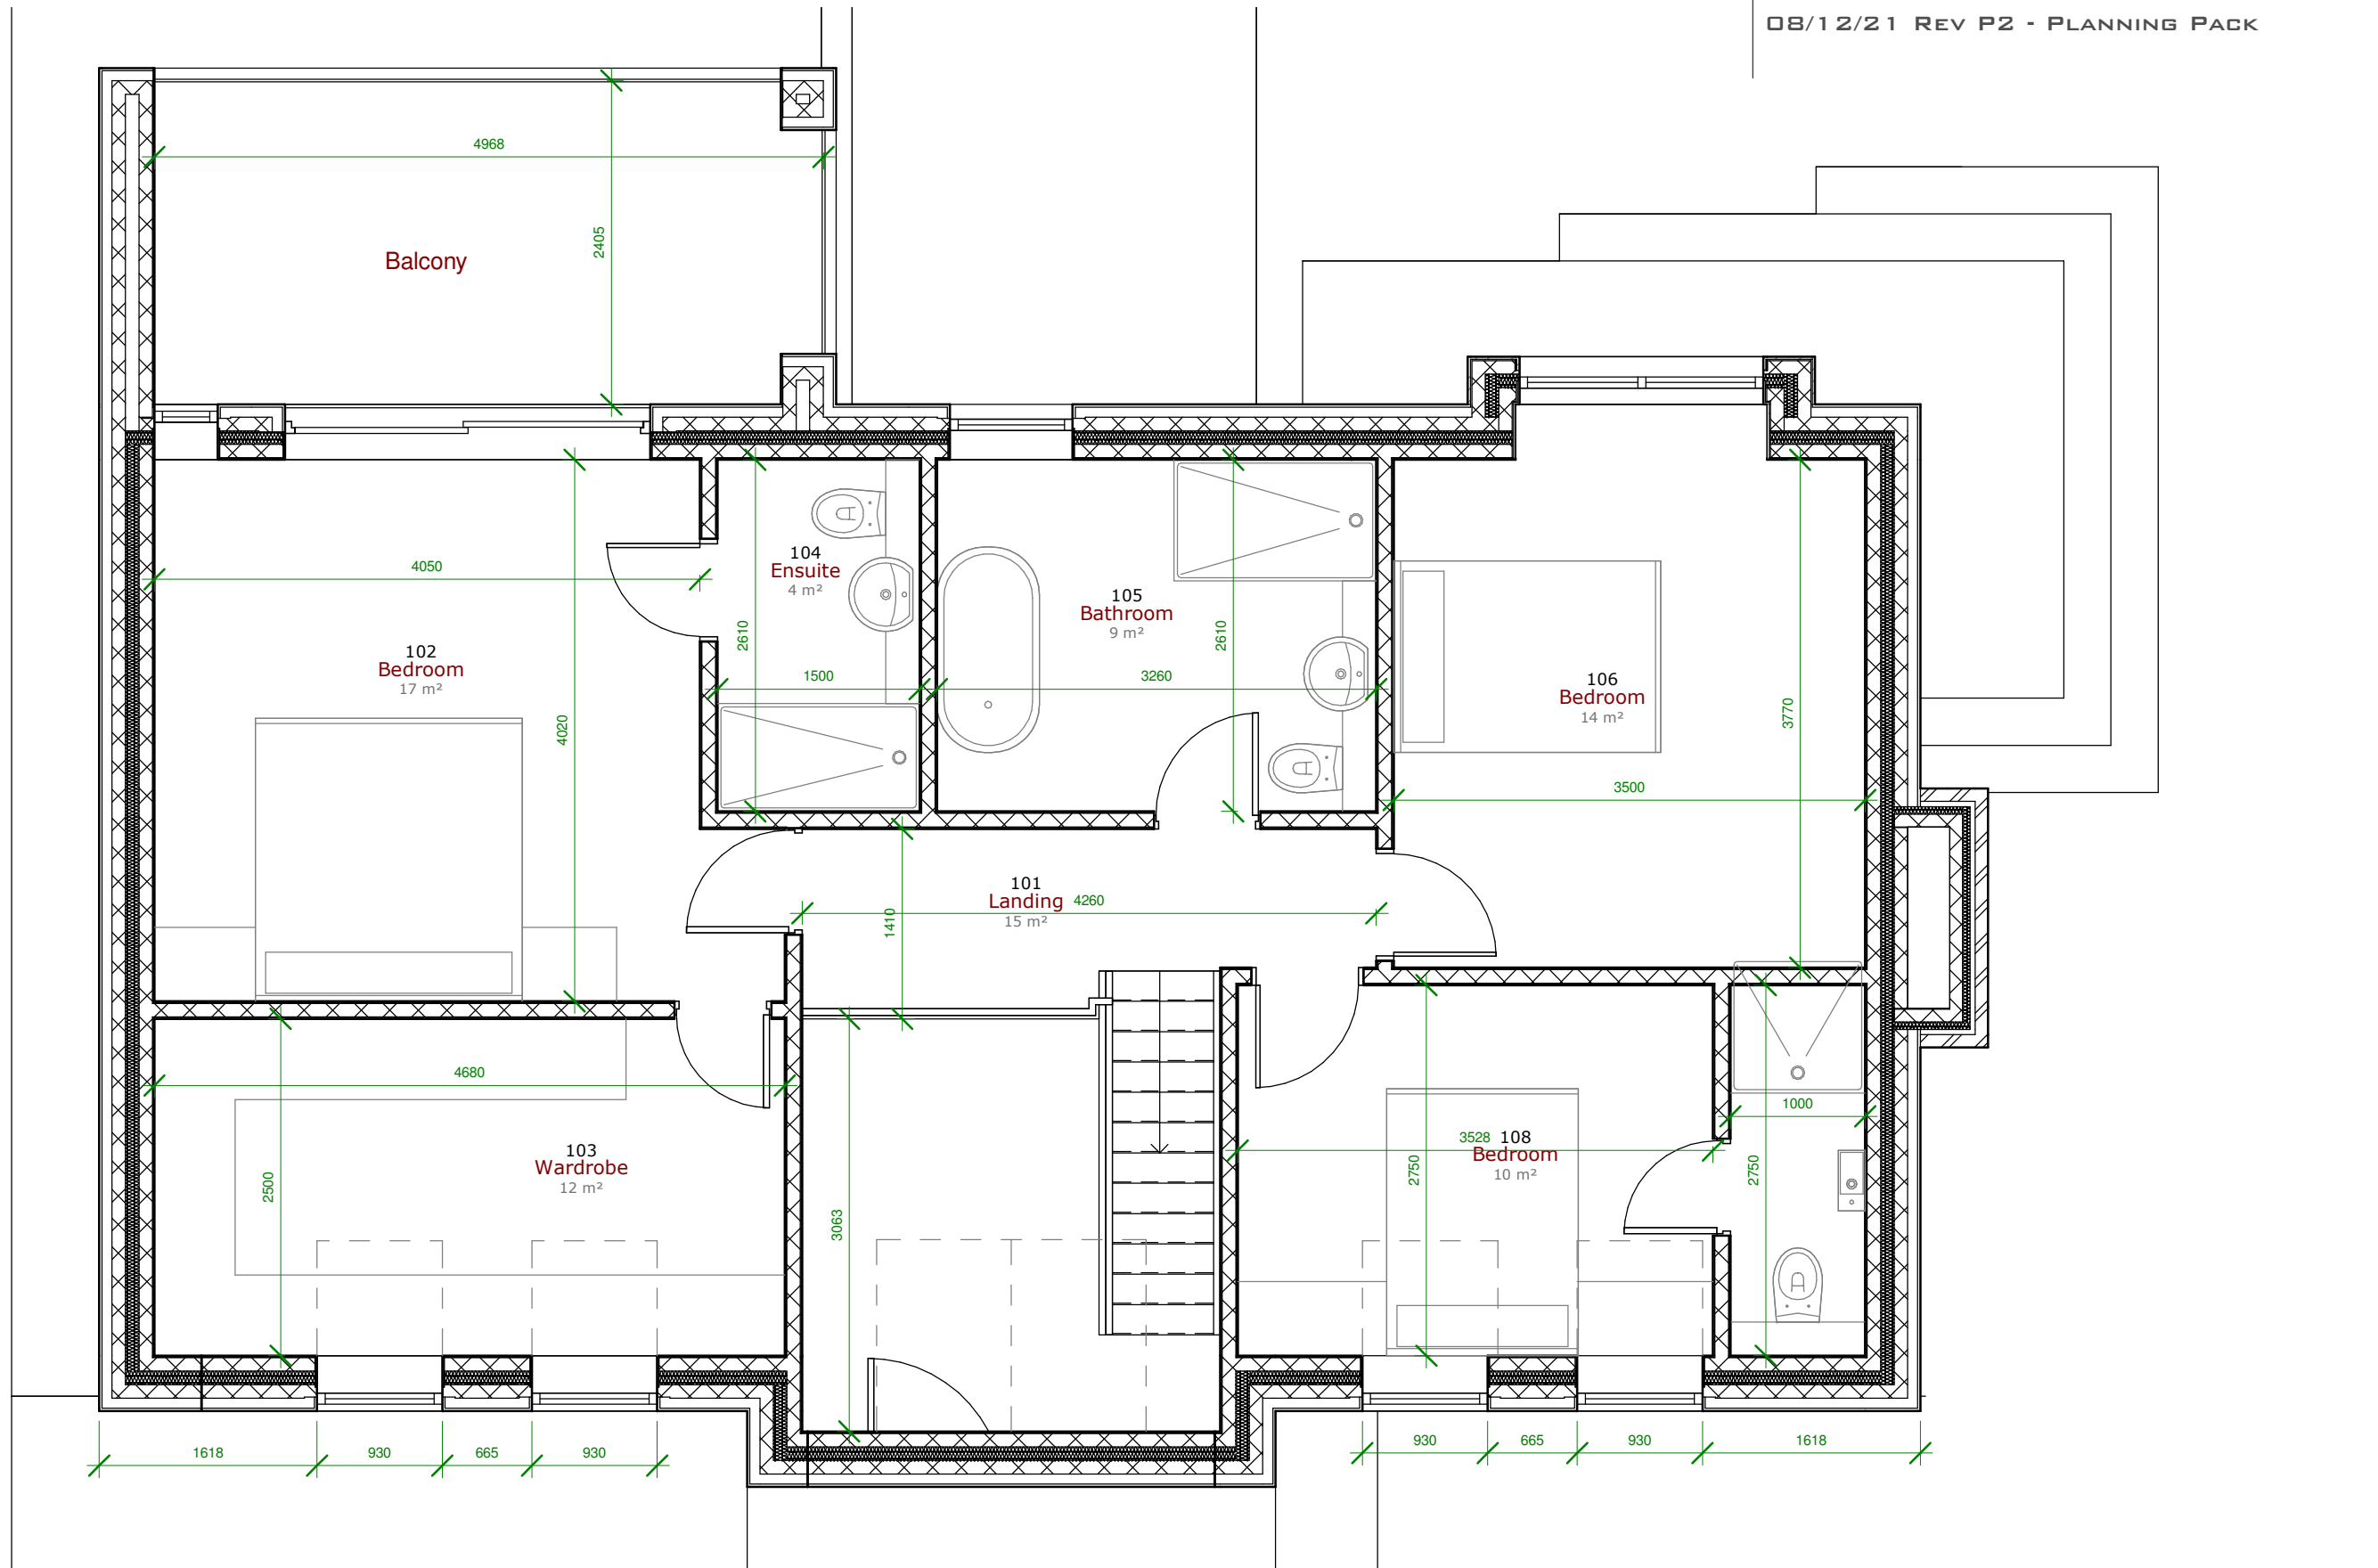 08/12/21 Rev P2 - Planning Pack
4968
2405
Balcony
4050
104
Ensuite
4 m²
2610
1500
105
Bathroom
9 m²
2610
3260
102
Bedroom
17 m²
4020
106
Bedroom
14 m²
3770
3500
101
Landing
15 m²
4260
1410
4680
103
Wardrobe
12 m²
2500
3063
3528
108
Bedroom
10 m²
2750
2750
1000
1618
930
665
930
930
665
930
1618